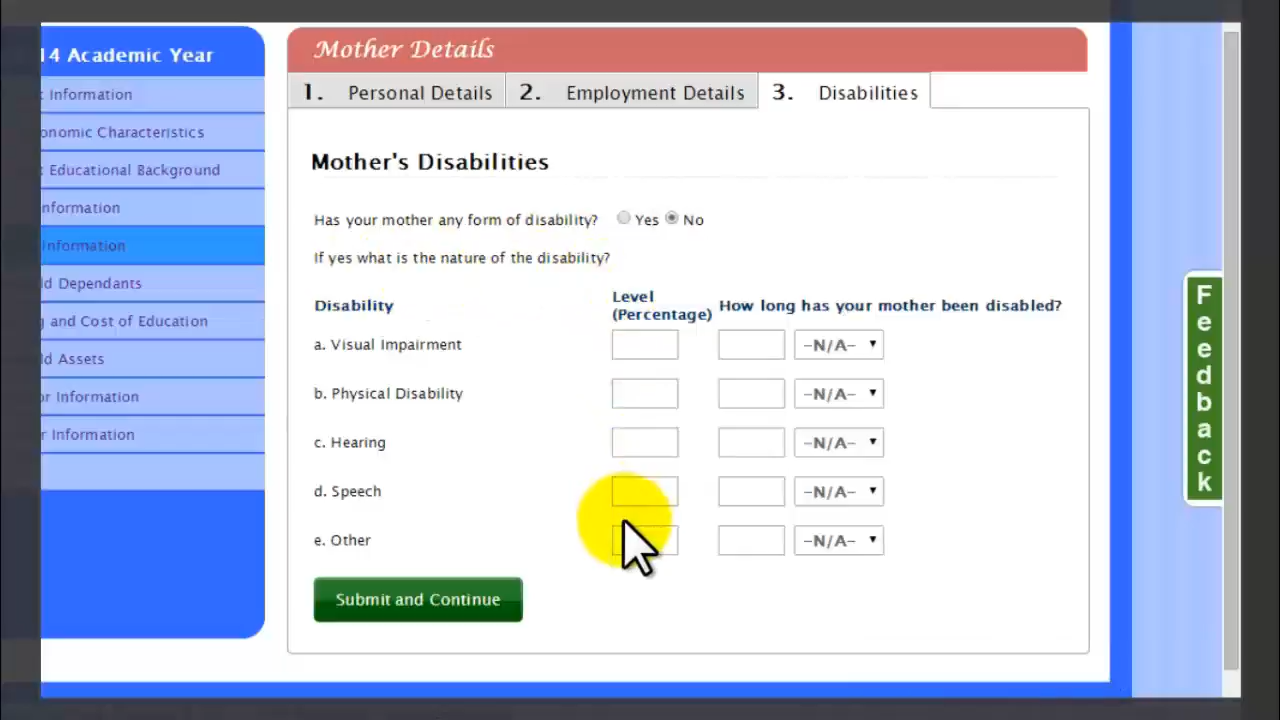 14 Academic Year
Information
onomic Characteristics
Educational Background
Information
Information
ld Dependants
g and Cost of Education
ld Assets
or Information
r Information
Mother Details
1. Personal Details
2. Employment Details
3. Disabilities
Mother's Disabilities
Has your mother any form of disability? Yes No
If yes what is the nature of the disability?
Disability Level (Percentage) How long has your mother been disabled?
a. Visual Impairment –N/A–
b. Physical Disability –N/A–
c. Hearing –N/A–
d. Speech –N/A–
e. Other –N/A–
Submit and Continue
Feedback